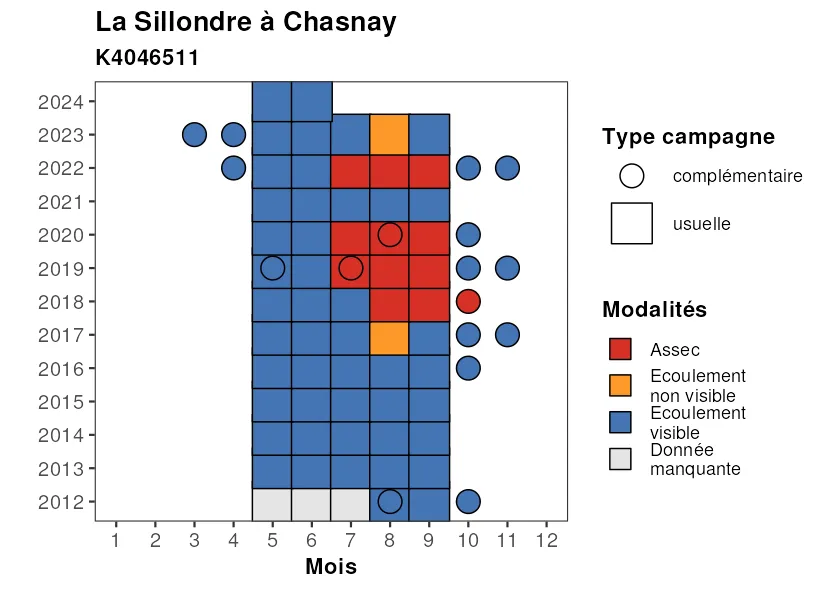 La Sillondre à Chasnay
K4046511
2024
2023
2022
2021
2020
2019
2018
2017
2016
2015
2014
2013
2012
1 2 3 4 5 6 7 8 9 10 11 12
Mois
Type campagne
complémentaire
usuelle
Modalités
Assec
Ecoulement
non visible
Ecoulement
visible
Donnée
manquante